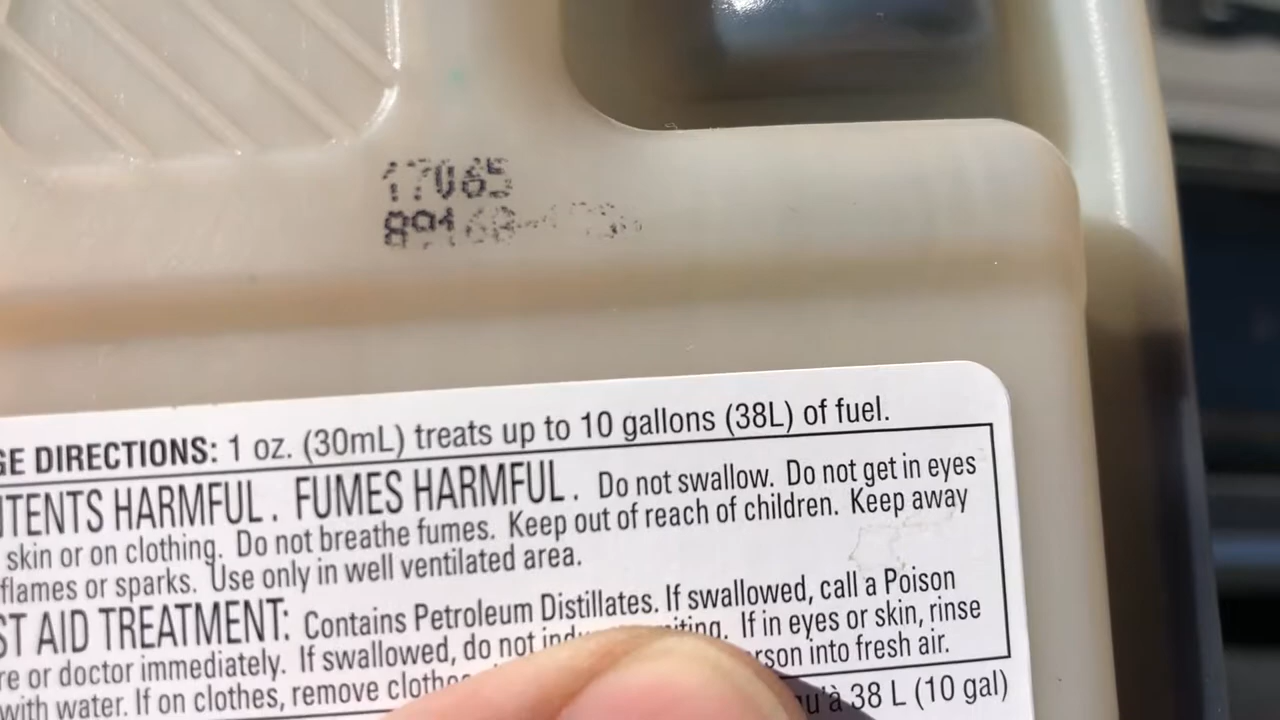 17065
89168
GE DIRECTIONS: 1 oz. (30mL) treats up to 10 gallons (38L) of fuel.
NTENTS HARMFUL. FUMES HARMFUL. Do not swallow. Do not get in eyes
skin or on clothing. Do not breathe fumes. Keep out of reach of children. Keep away
flames or sparks. Use only in well ventilated area.
ST AID TREATMENT: Contains Petroleum Distillates. If swallowed, call a Poison
re or doctor immediately. If swallowed, do not iting. If in eyes or skin, rinse
with water. If on clothes, remove rson into fresh air.
qu'à 38 L (10 gal)